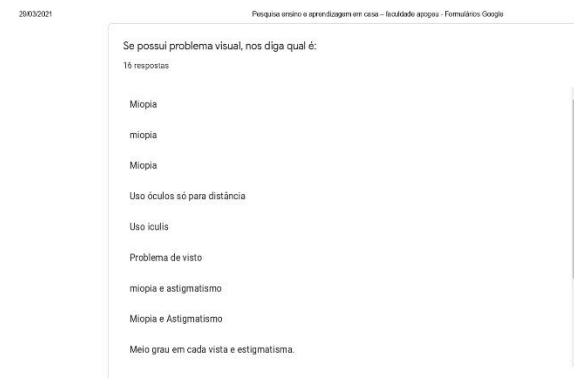 29/03/2021
Pesquisa ensino e aprendizagem em casa – faculdade apogeu - Formulários Google
Se possui problema visual, nos diga qual é:
16 respostas
Miopia
miopia
Miopia
Uso óculos só para distância
Uso iculis
Problema de visto
miopia e astigmatismo
Miopia e Astigmatismo
Meio grau em cada vista e estigmatisma.